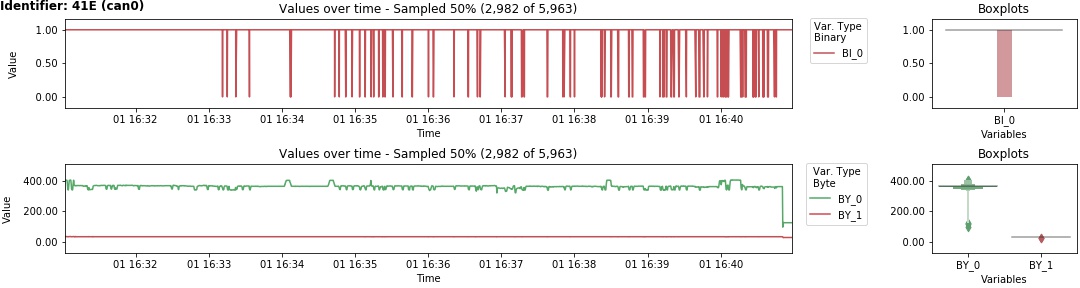 Identifier: 41E (can0)
Values over time - Sampled 50% (2,982 of 5,963)
Boxplots
Value
1.00
0.50
0.00
01 16:32 01 16:33 01 16:34 01 16:35 01 16:36 01 16:37 01 16:38 01 16:39 01 16:40
Time
Var. Type
Binary
BI_0
1.00
0.50
0.00
BI_0
Variables
Values over time - Sampled 50% (2,982 of 5,963)
Boxplots
Value
400.00
200.00
0.00
01 16:32 01 16:33 01 16:34 01 16:35 01 16:36 01 16:37 01 16:38 01 16:39 01 16:40
Time
Var. Type
Byte
BY_0
BY_1
400.00
200.00
0.00
BY_0 BY_1
Variables